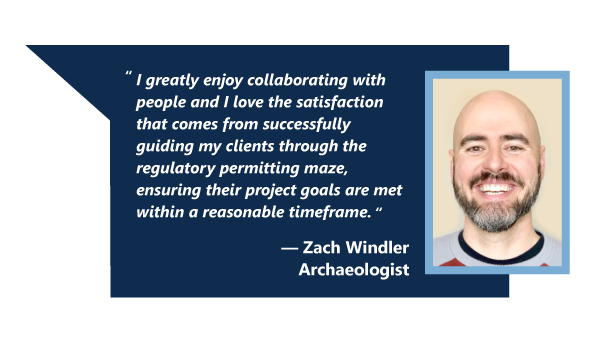 “ I greatly enjoy collaborating with
people and I love the satisfaction
that comes from successfully
guiding my clients through the
regulatory permitting maze,
ensuring their project goals are met
within a reasonable timeframe. “
— Zach Windler
Archaeologist